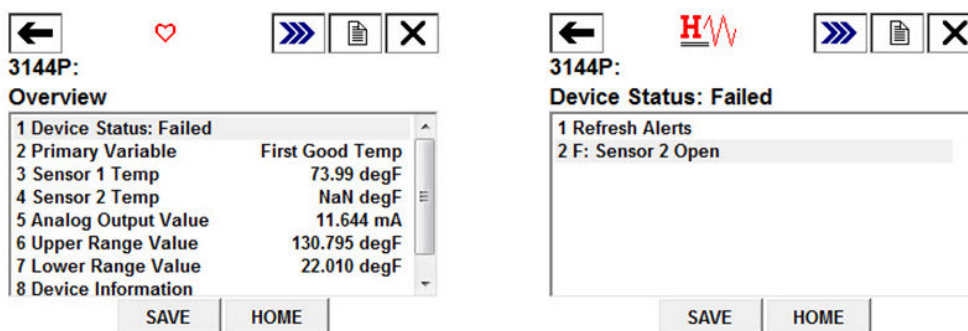 3144P:
Overview
1 Device Status: Failed
2 Primary Variable First Good Temp
3 Sensor 1 Temp 73.99 degF
4 Sensor 2 Temp NaN degF
5 Analog Output Value 11.644 mA
6 Upper Range Value 130.795 degF
7 Lower Range Value 22.010 degF
8 Device Information
SAVE HOME
H
3144P:
Device Status: Failed
1 Refresh Alerts
2 F: Sensor 2 Open
SAVE HOME